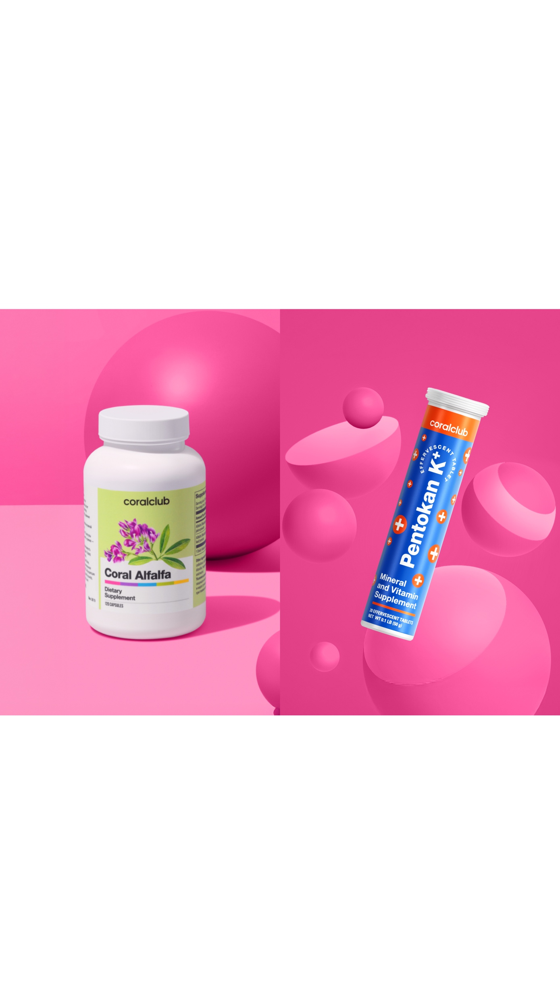 coralclub
Coral Alfalfa
Dietary
Supplement
120 CAPSULES
coralclub
EFFERVESCENT TABLET
Pentokan K+
Mineral
and Vitamin
Supplement
20 EFFERVESCENT TABLETS
NET WT 0.1 LB (50 g)